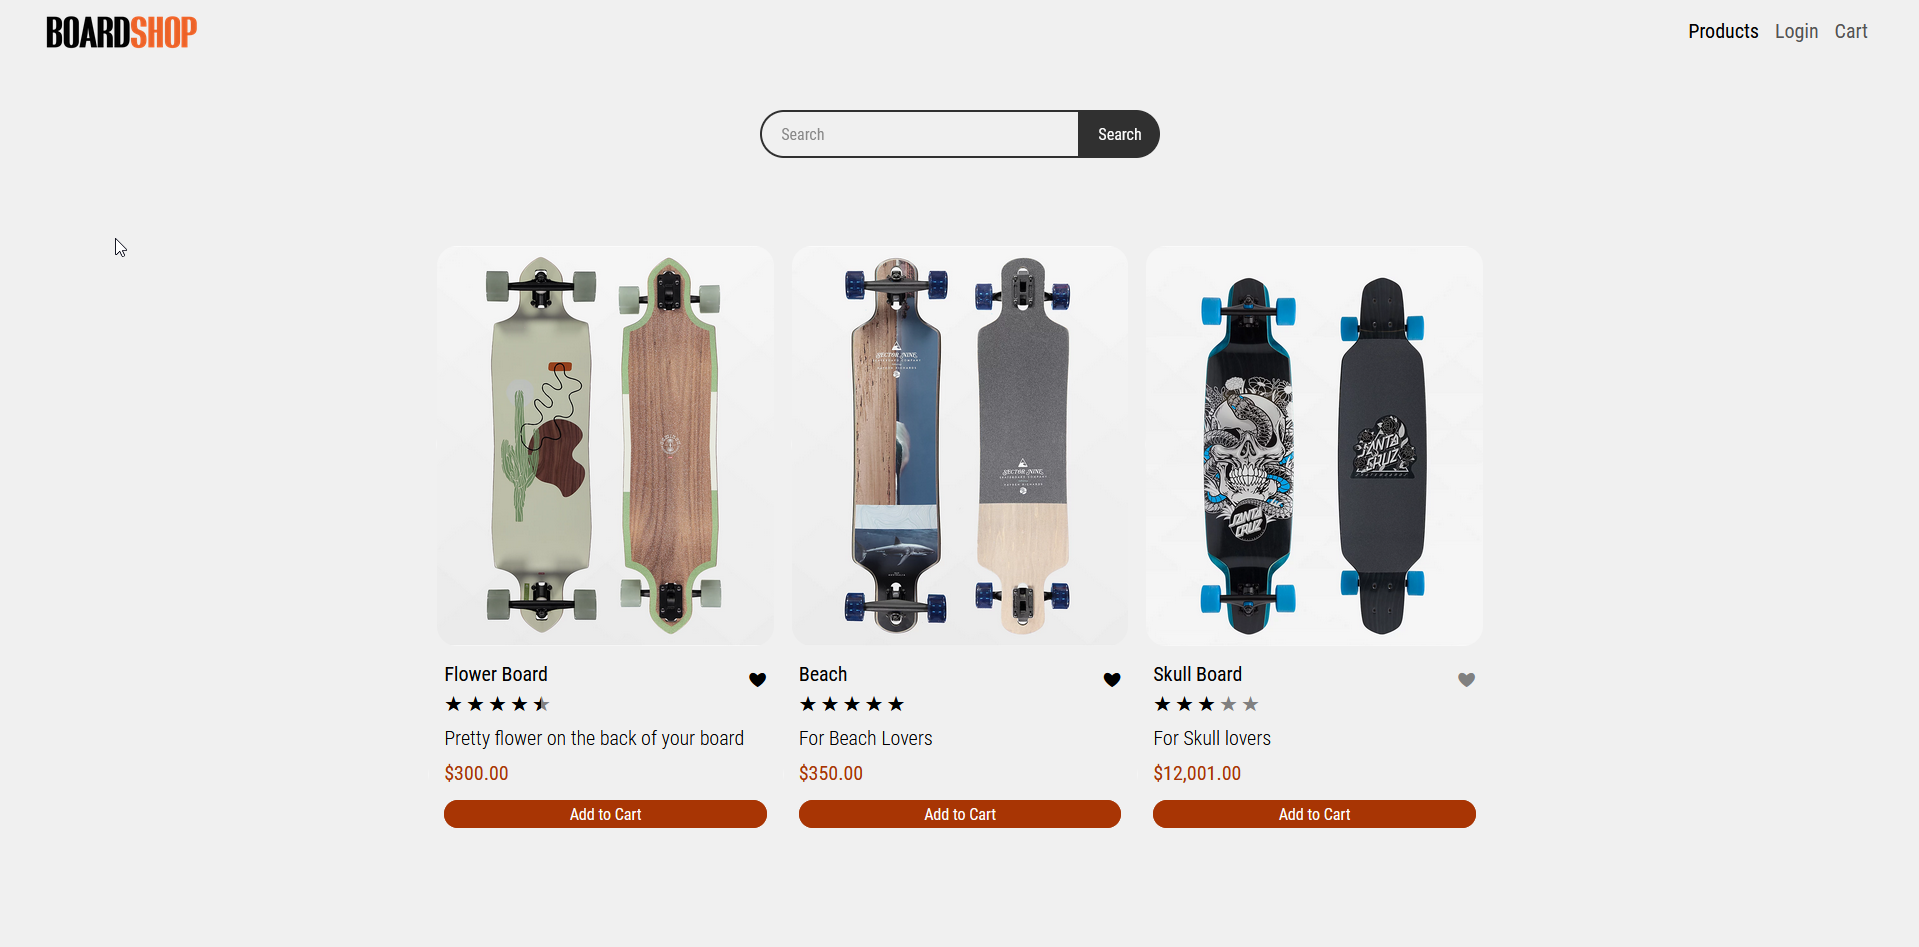 BOARDSHOP
Products Login Cart
Search Search
SECTOR NINE
SECTOR NINE
SANTA
CRUZ
SANTA
CRUZ
Flower Board
Beach
Skull Board
Pretty flower on the back of your board
For Beach Lovers
For Skull lovers
$300.00
$350.00
$12,001.00
Add to Cart
Add to Cart
Add to Cart